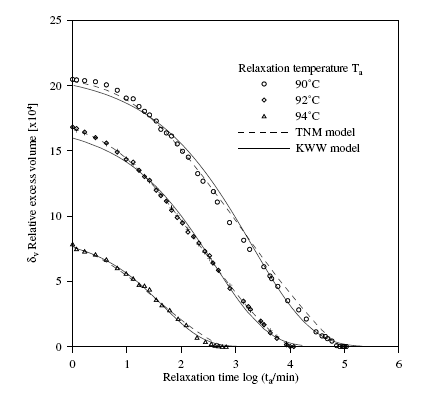 25
20
15
10
5
0
0
1
2
3
4
5
6
δv Relative excess volume [x10⁴]
Relaxation time log (ta/min)
Relaxation temperature Ta
90°C
92°C
94°C
TNM model
KWW model